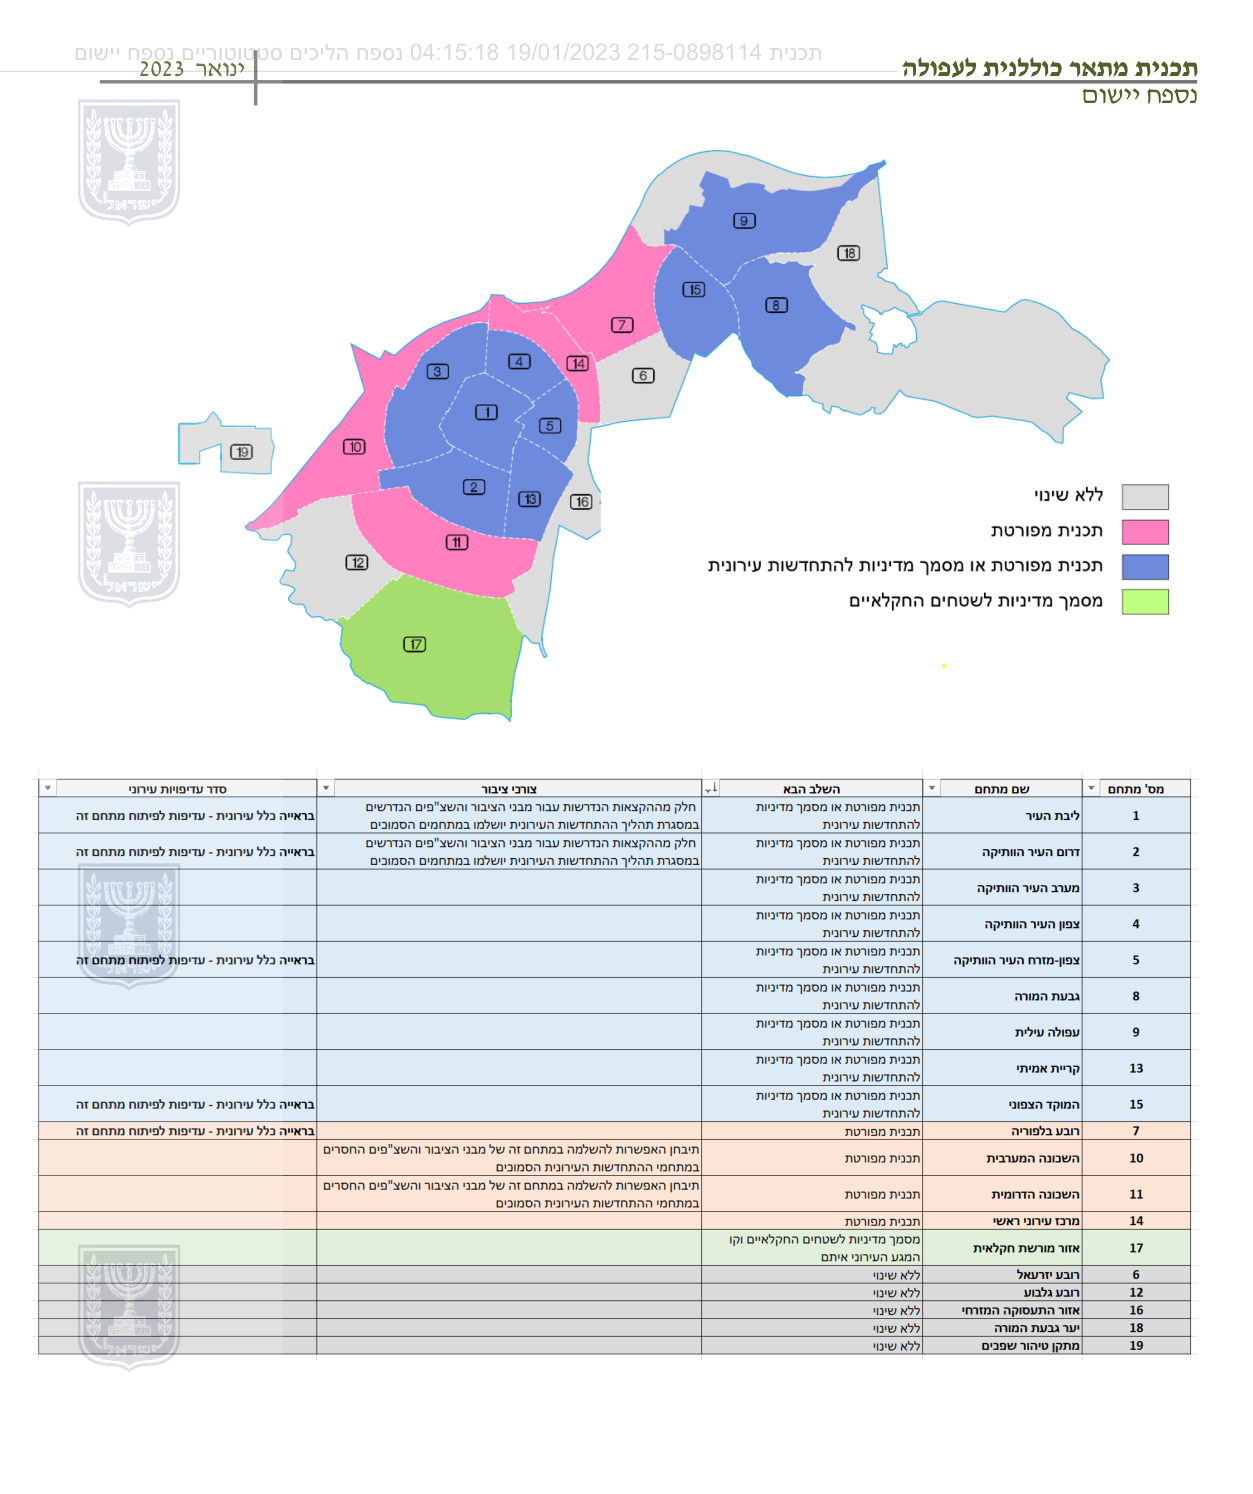 תכנית 215-0898114 19/01/2023 04:15:18 נספח הליכים סטטוטוריים נספח יישום
תכנית מתאר כוללנית לעפולה
ינואר 2023
נספח יישום
ישראל
9
18
15
8
7
4
14
3
6
1
5
10
19
2
13
16
11
12
17
ללא שינוי
תכנית מפורטת
תכנית מפורטת או מסמך מדיניות להתחדשות עירונית
מסמך מדיניות לשטחים החקלאיים
ישראל
מס' מתחם שם מתחם השלב הבא צורכי ציבור סדר עדיפויות עירוני
1 ליבת העיר תכנית מפורטת או מסמך מדיניות להתחדשות עירונית חלק מההקצאות הנדרשות עבור מבני הציבור והשצ"פים הנדרשים במסגרת תהליך ההתחדשות העירונית יושלמו במתחמים הסמוכים בראייה כלל עירונית - עדיפות לפיתוח מתחם זה
2 דרום העיר הוותיקה תכנית מפורטת או מסמך מדיניות להתחדשות עירונית חלק מההקצאות הנדרשות עבור מבני הציבור והשצ"פים הנדרשים במסגרת תהליך ההתחדשות העירונית יושלמו במתחמים הסמוכים בראייה כלל עירונית - עדיפות לפיתוח מתחם זה
3 מערב העיר הוותיקה תכנית מפורטת או מסמך מדיניות להתחדשות עירונית
4 צפון העיר הוותיקה תכנית מפורטת או מסמך מדיניות להתחדשות עירונית
5 צפון-מזרח העיר הוותיקה תכנית מפורטת או מסמך מדיניות להתחדשות עירונית בראייה כלל עירונית - עדיפות לפיתוח מתחם זה
ישראל
8 גבעת המורה תכנית מפורטת או מסמך מדיניות להתחדשות עירונית
9 עפולה עילית תכנית מפורטת או מסמך מדיניות להתחדשות עירונית
13 קריית אמיתי תכנית מפורטת או מסמך מדיניות להתחדשות עירונית
15 המוקד הצפוני תכנית מפורטת או מסמך מדיניות להתחדשות עירונית בראייה כלל עירונית - עדיפות לפיתוח מתחם זה
7 רובע בלפוריה תכנית מפורטת בראייה כלל עירונית - עדיפות לפיתוח מתחם זה
10 השכונה המערבית תכנית מפורטת תיבחן האפשרות להשלמה במתחם זה של מבני הציבור והשצ"פים החסרים במתחמי ההתחדשות העירונית הסמוכים
11 השכונה הדרומית תכנית מפורטת תיבחן האפשרות להשלמה במתחם זה של מבני הציבור והשצ"פים החסרים במתחמי ההתחדשות העירונית הסמוכים
14 מרכז עירוני ראשי תכנית מפורטת
17 אזור מורשת חקלאית מסמך מדיניות לשטחים החקלאיים וקו המגע העירוני איתם
6 רובע יזרעאל ללא שינוי
12 רובע גלבוע ללא שינוי
16 אזור התעסוקה המזרחי ללא שינוי
18 יער גבעת המורה ללא שינוי
19 מתקן טיהור שפכים ללא שינוי
ישראל